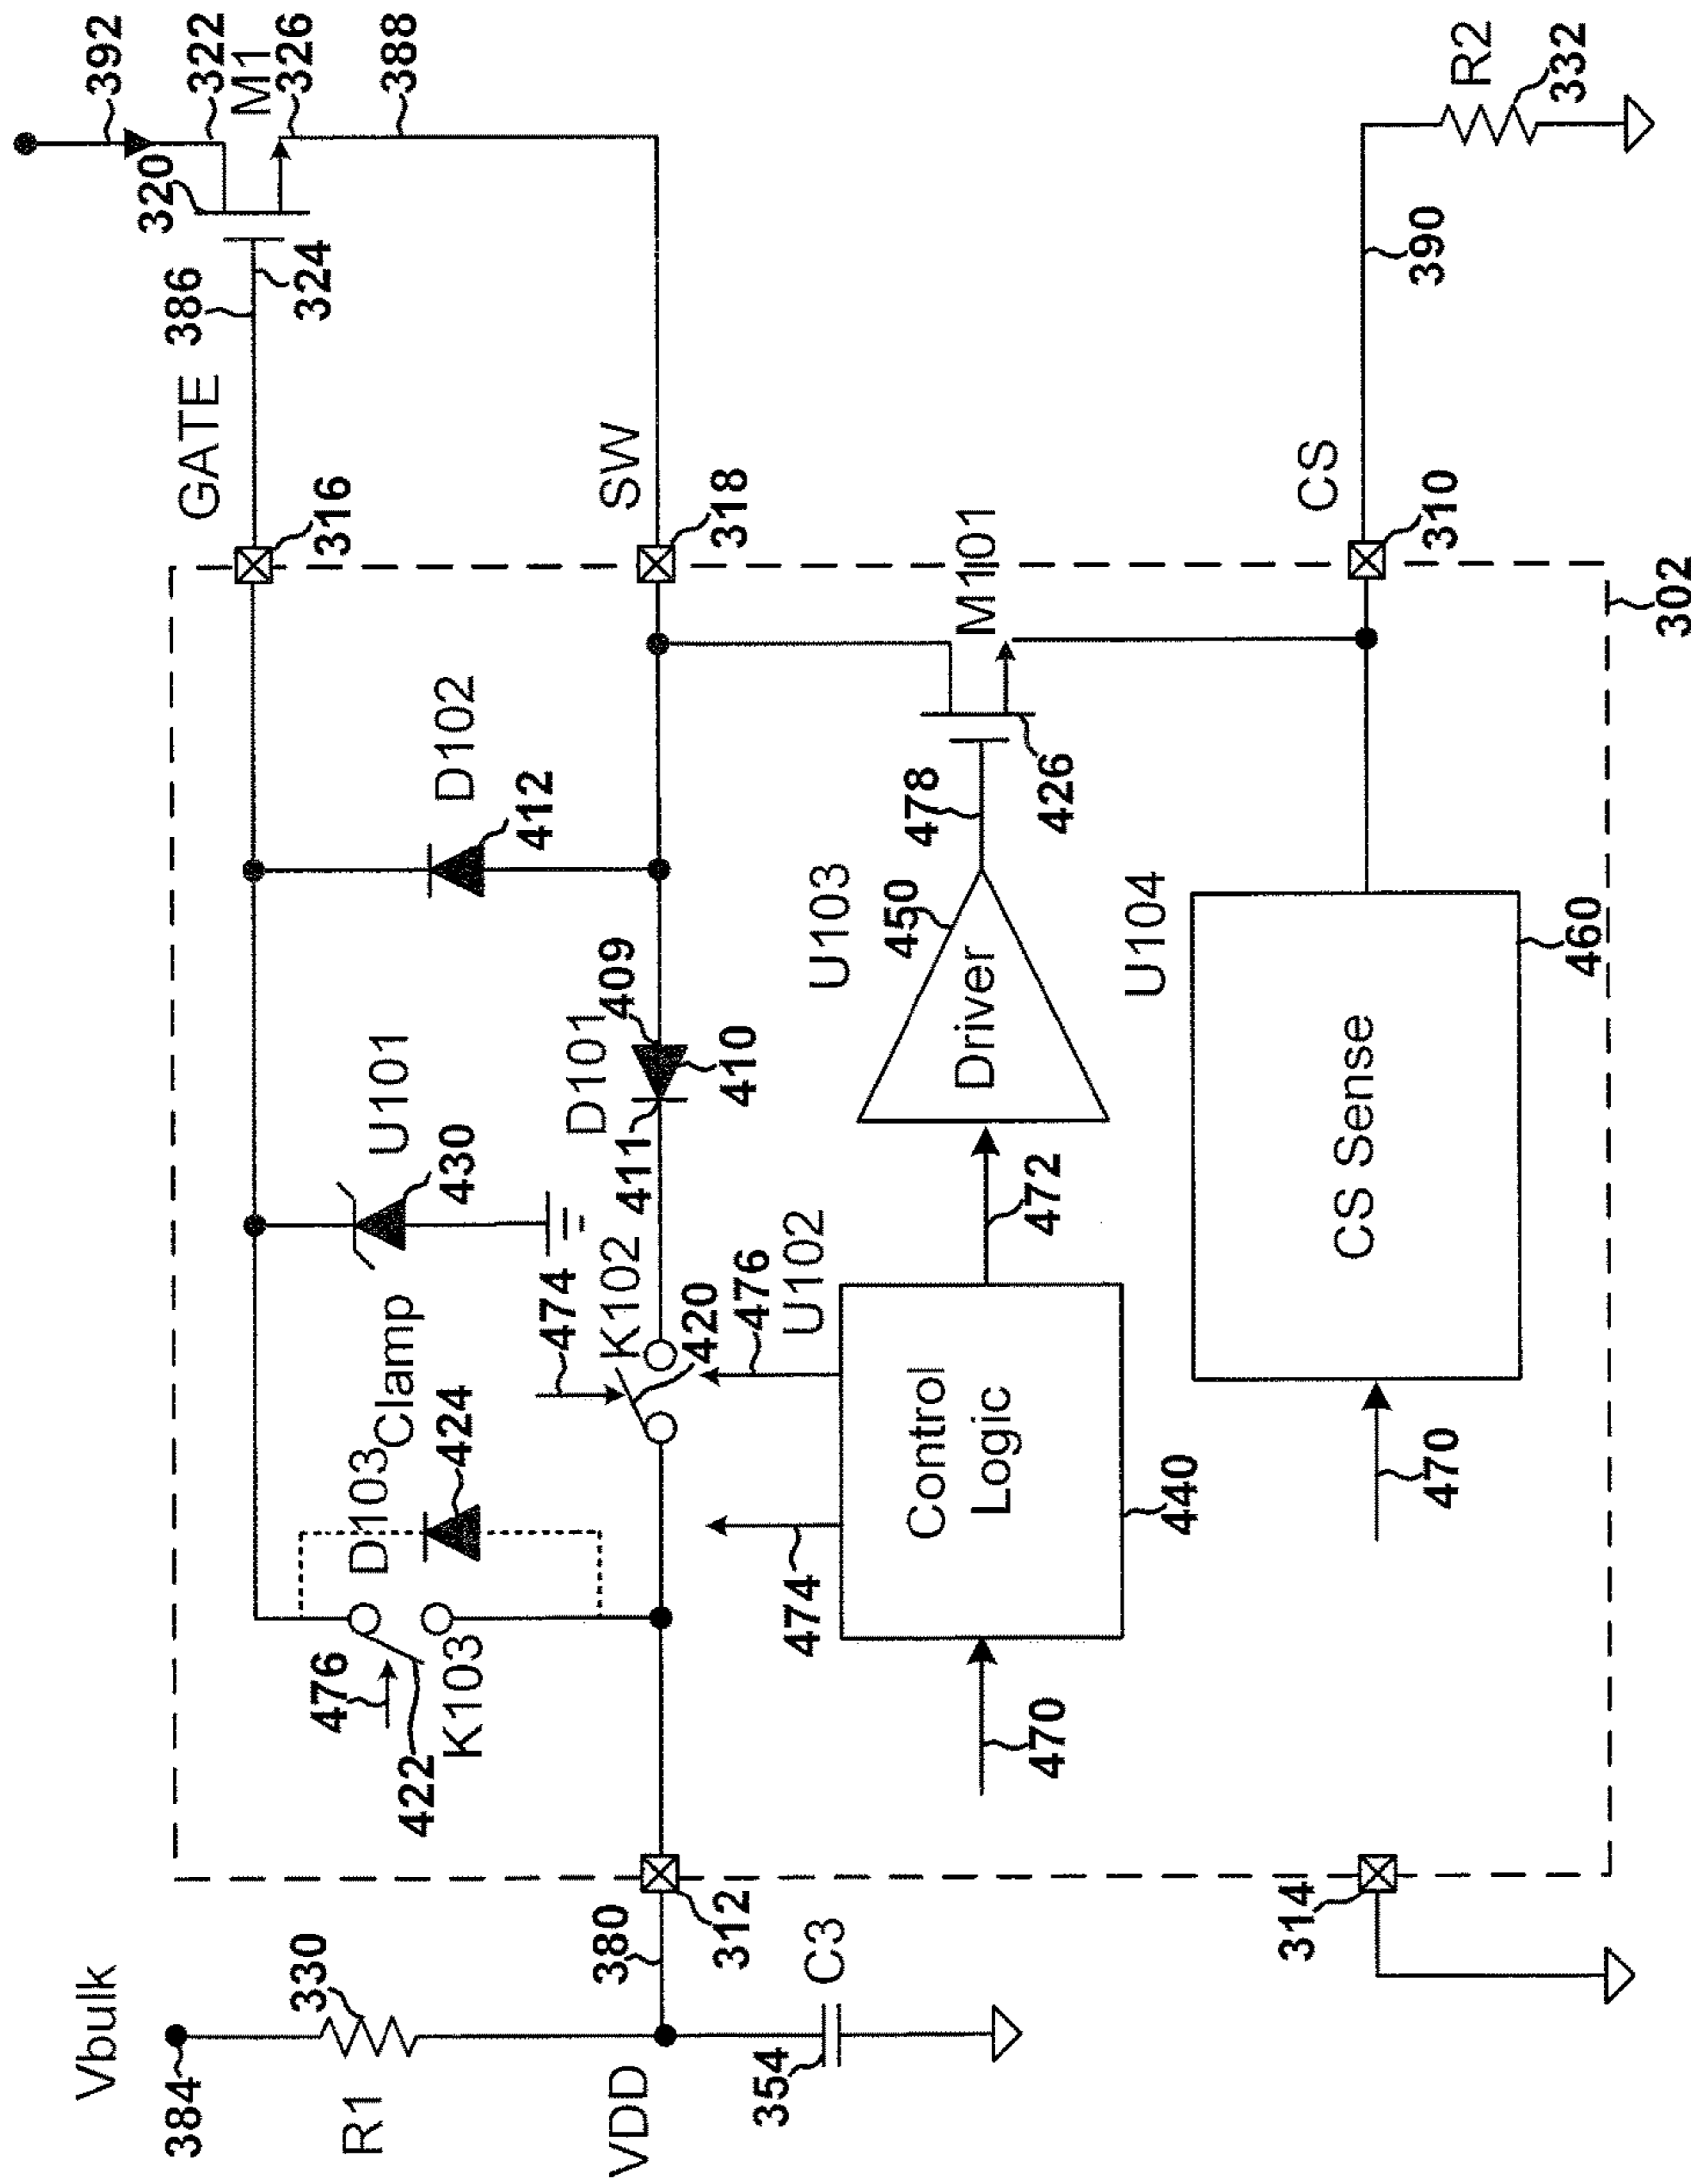 Vbulk
384
330
R1
VDD
380
312
354
C3
314
476
422
K103
D103
424
Clamp
U101
430
474
K102
420
D101
409
411
410
D102
412
GATE
316
386
324
320
392
322
M1
326
388
SW
318
474
476
U102
Control
Logic
440
470
472
U103
450
Driver
478
M101
426
U104
CS Sense
460
470
CS
310
390
R2
332
302